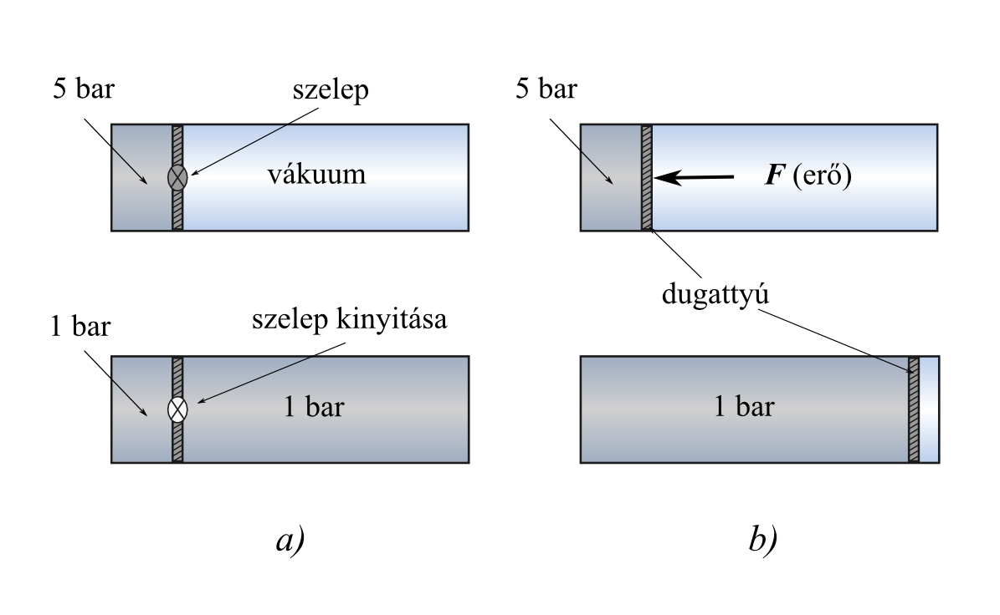 5 bar
szelep
vákuum
1 bar
szelep kinyitása
1 bar
a)
5 bar
F (erő)
dugattyú
1 bar
b)